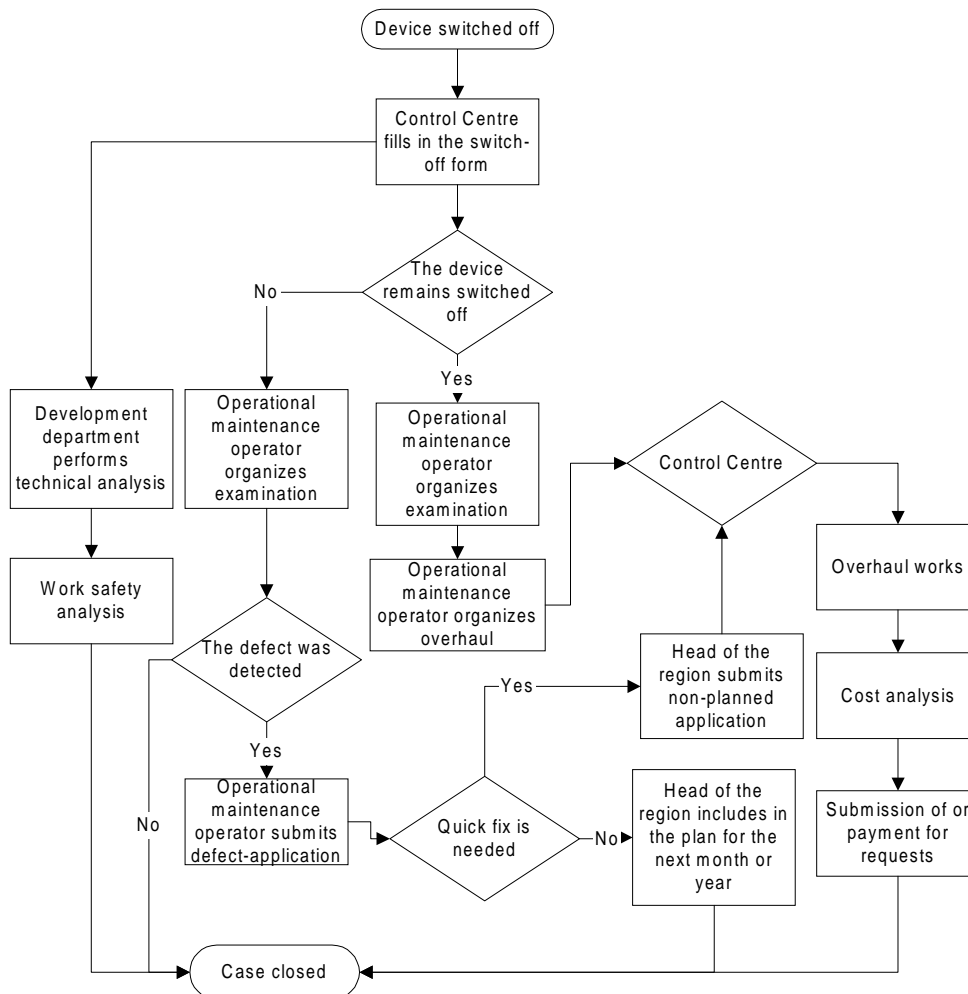 Device switched off
Control Centre
fills in the switch-
off form
The device
remains switched
off
No
Yes
Development
department
performs
technical analysis
Operational
maintenance
operator
organizes
examination
Operational
maintenance
operator
organizes
examination
Control Centre
Overhaul works
Work safety
analysis
Operational
maintenance
operator organizes
overhaul
The defect was
detected
Head of the
region submits
non-planned
application
Yes
Cost analysis
Yes
Operational
maintenance
operator submits
defect-application
No
Quick fix is
needed
No
Head of the
region includes in
the plan for the
next month or
year
Submission of or
payment for
requests
Case closed